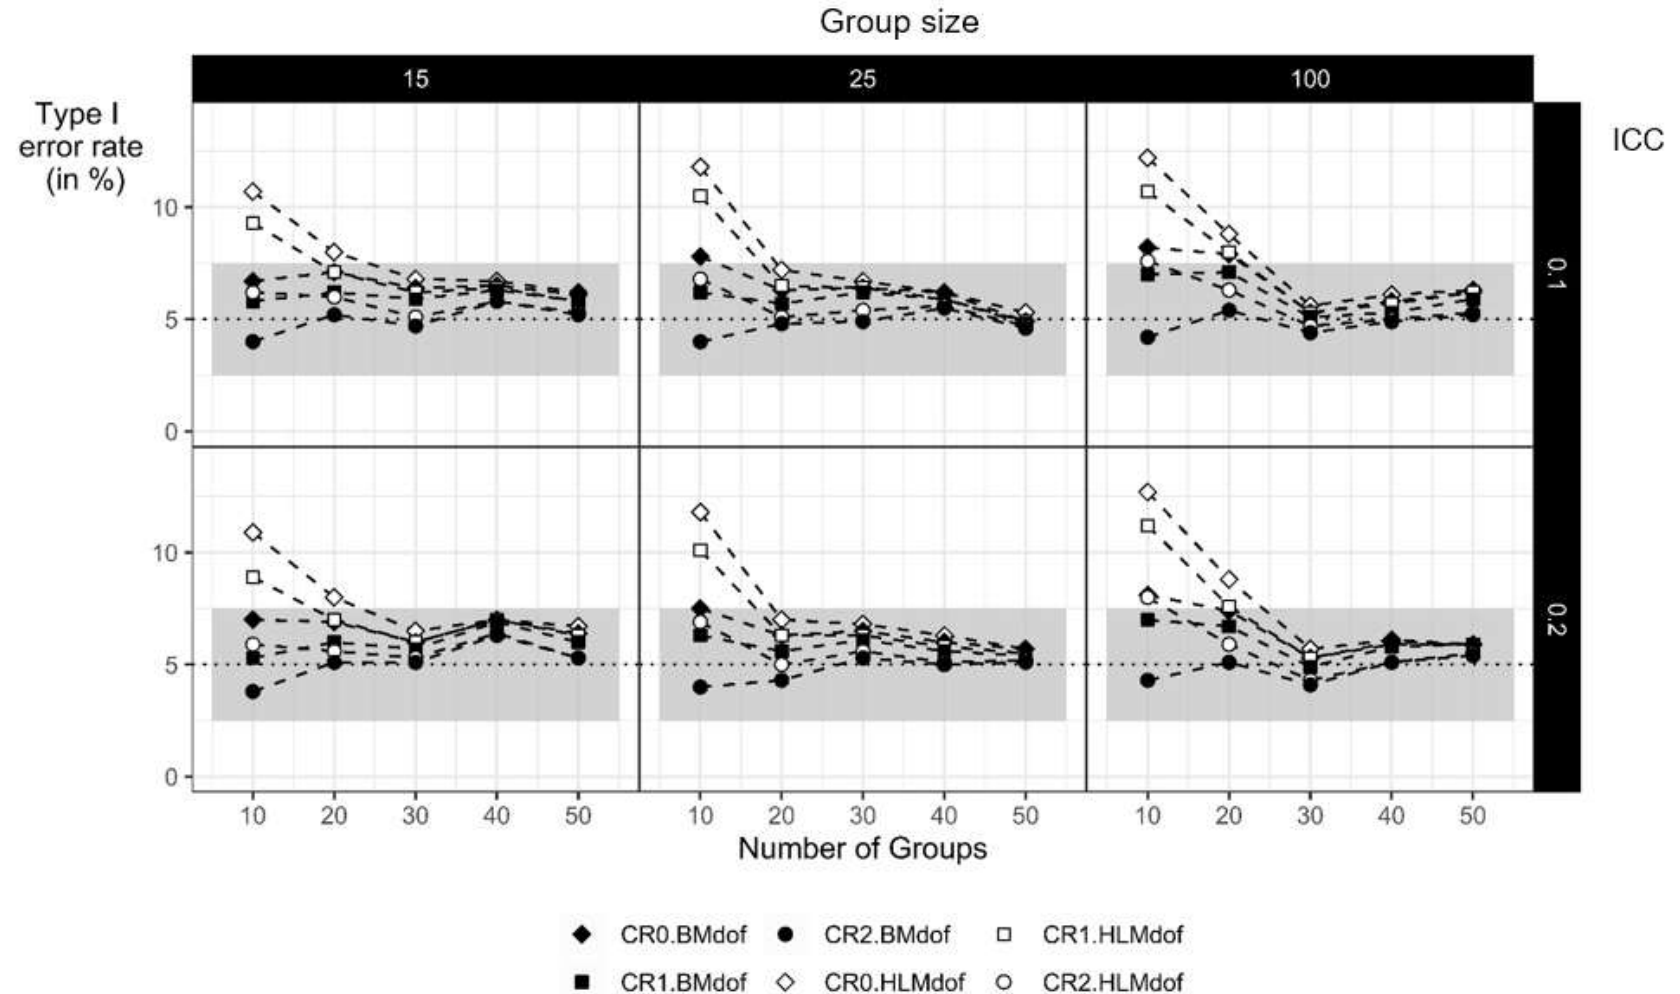 Group size
15 25 100
Type I
error rate
(in %)
ICC
10
5
0
0.1
10
5
0
0.2
10 20 30 40 50 10 20 30 40 50 10 20 30 40 50
Number of Groups
CR0.BMdof CR2.BMdof CR1.HLMdof
CR1.BMdof CR0.HLMdof CR2.HLMdof